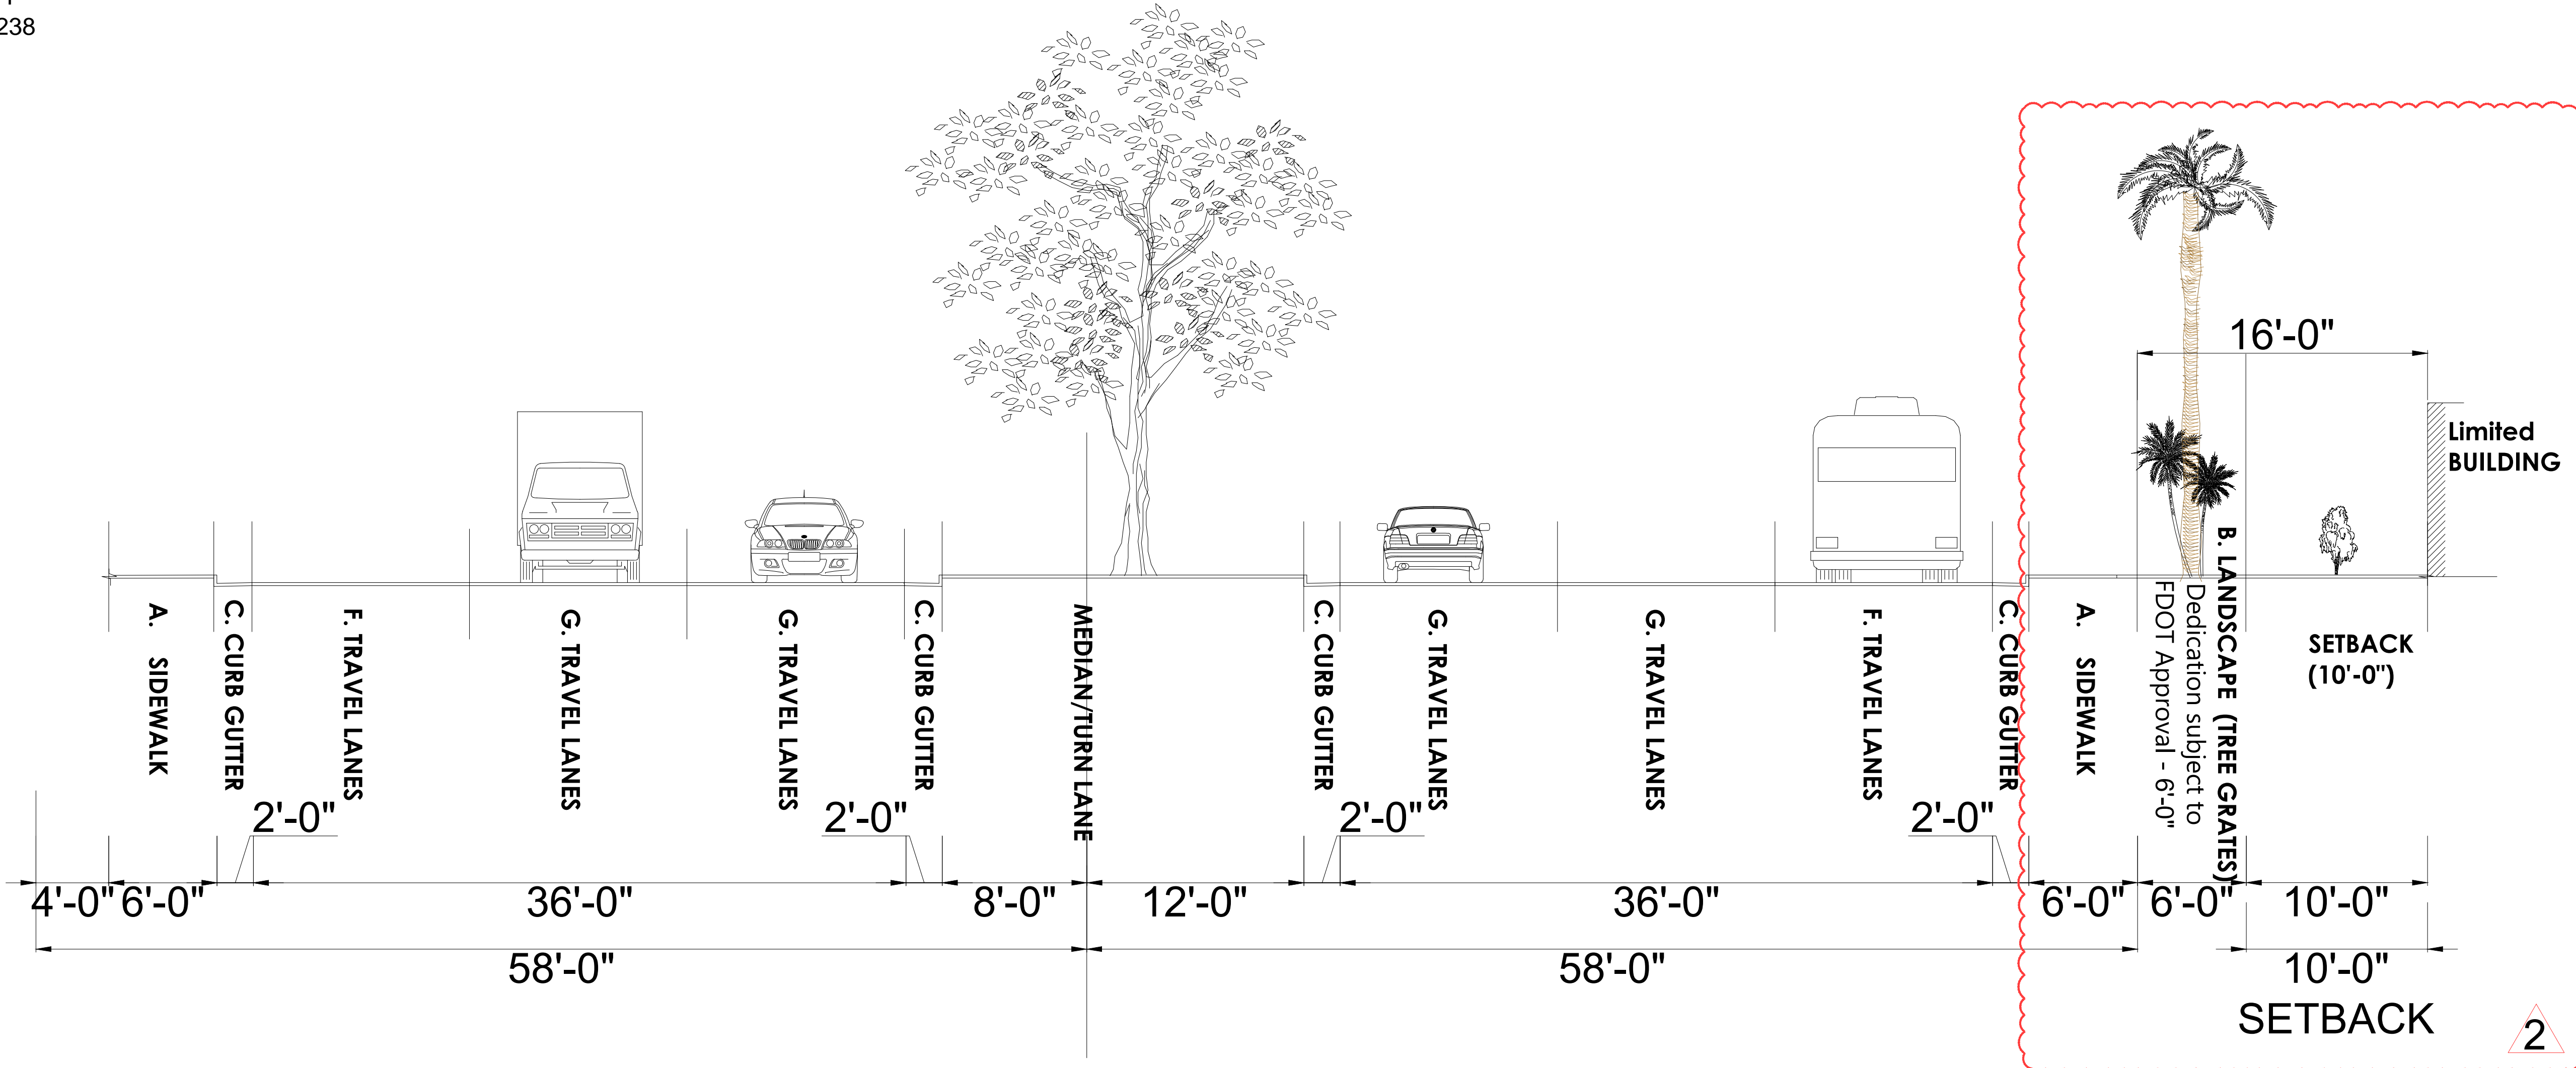 238
16'-0"
Limited
BUILDING
A. SIDEWALK
C. CURB GUTTER
F. TRAVEL LANES
G. TRAVEL LANES
G. TRAVEL LANES
C. CURB GUTTER
MEDIAN/TURN LANE
C. CURB GUTTER
G. TRAVEL LANES
G. TRAVEL LANES
F. TRAVEL LANES
C. CURB GUTTER
A. SIDEWALK
B. LANDSCAPE (TREE GRATES)
Dedication subject to
FDOT Approval - 6'-0"
SETBACK
(10'-0")
2'-0"
2'-0"
2'-0"
2'-0"
4'-0"
6'-0"
36'-0"
8'-0"
12'-0"
36'-0"
6'-0"
6'-0"
10'-0"
58'-0"
58'-0"
10'-0"
SETBACK
2